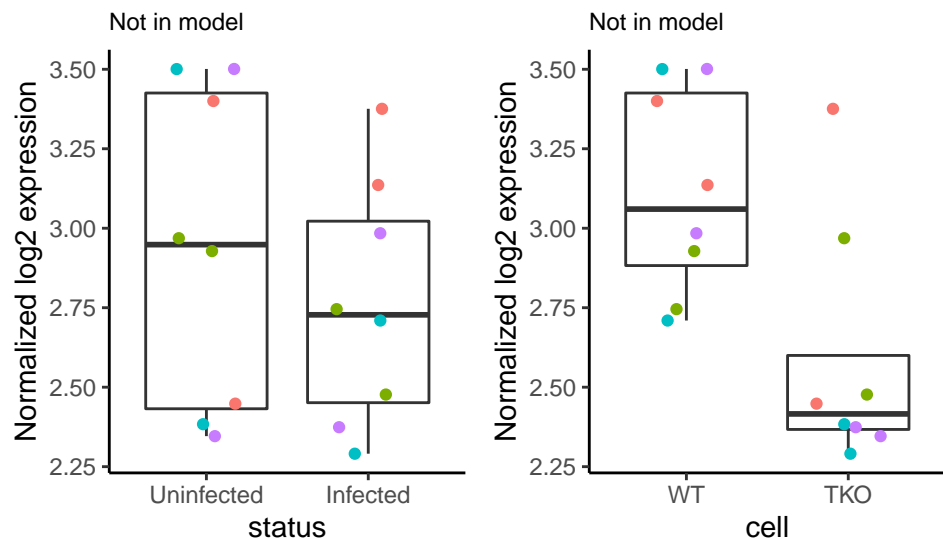 Not in model
Normalized log2 expression
3.50
3.25
3.00
2.75
2.50
2.25
Uninfected
Infected
status
Not in model
Normalized log2 expression
3.50
3.25
3.00
2.75
2.50
2.25
WT
TKO
cell